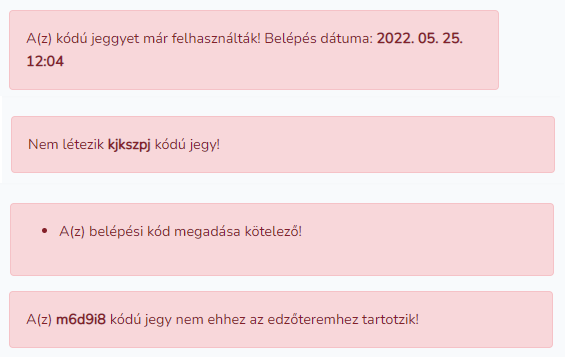 A(z) kódú jeggyet már felhasználták! Belépés dátuma: 2022. 05. 25.
12:04
Nem létezik kjkszpj kódú jegy!
• A(z) belépési kód megadása kötelező!
A(z) m6d9i8 kódú jegy nem ehhez az edzőteremhez tartotzik!